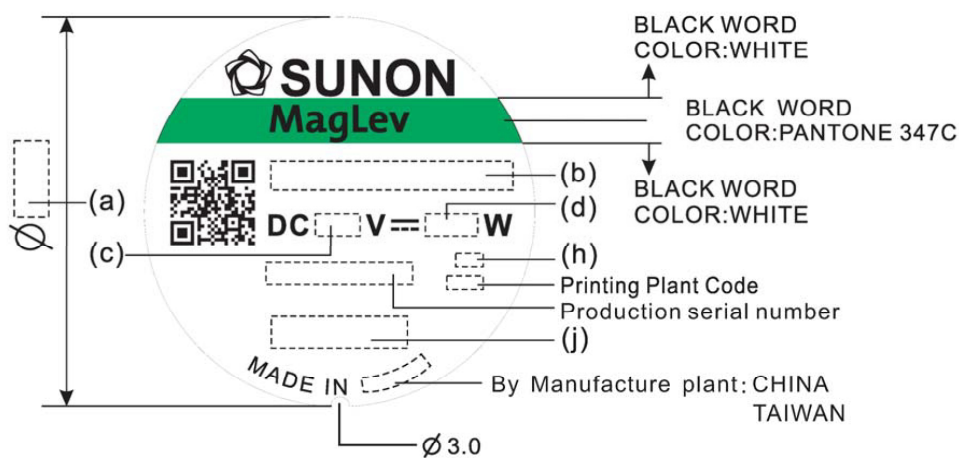 BLACK WORD
COLOR:WHITE
SUNON
MagLev
BLACK WORD
COLOR:PANTONE 347C
(a)
(b)
BLACK WORD
COLOR:WHITE
(d)
DC V W
(c)
(h)
Ø
Printing Plant Code
Production serial number
(j)
MADE IN
By Manufacture plant: CHINA
TAIWAN
Ø 3.0